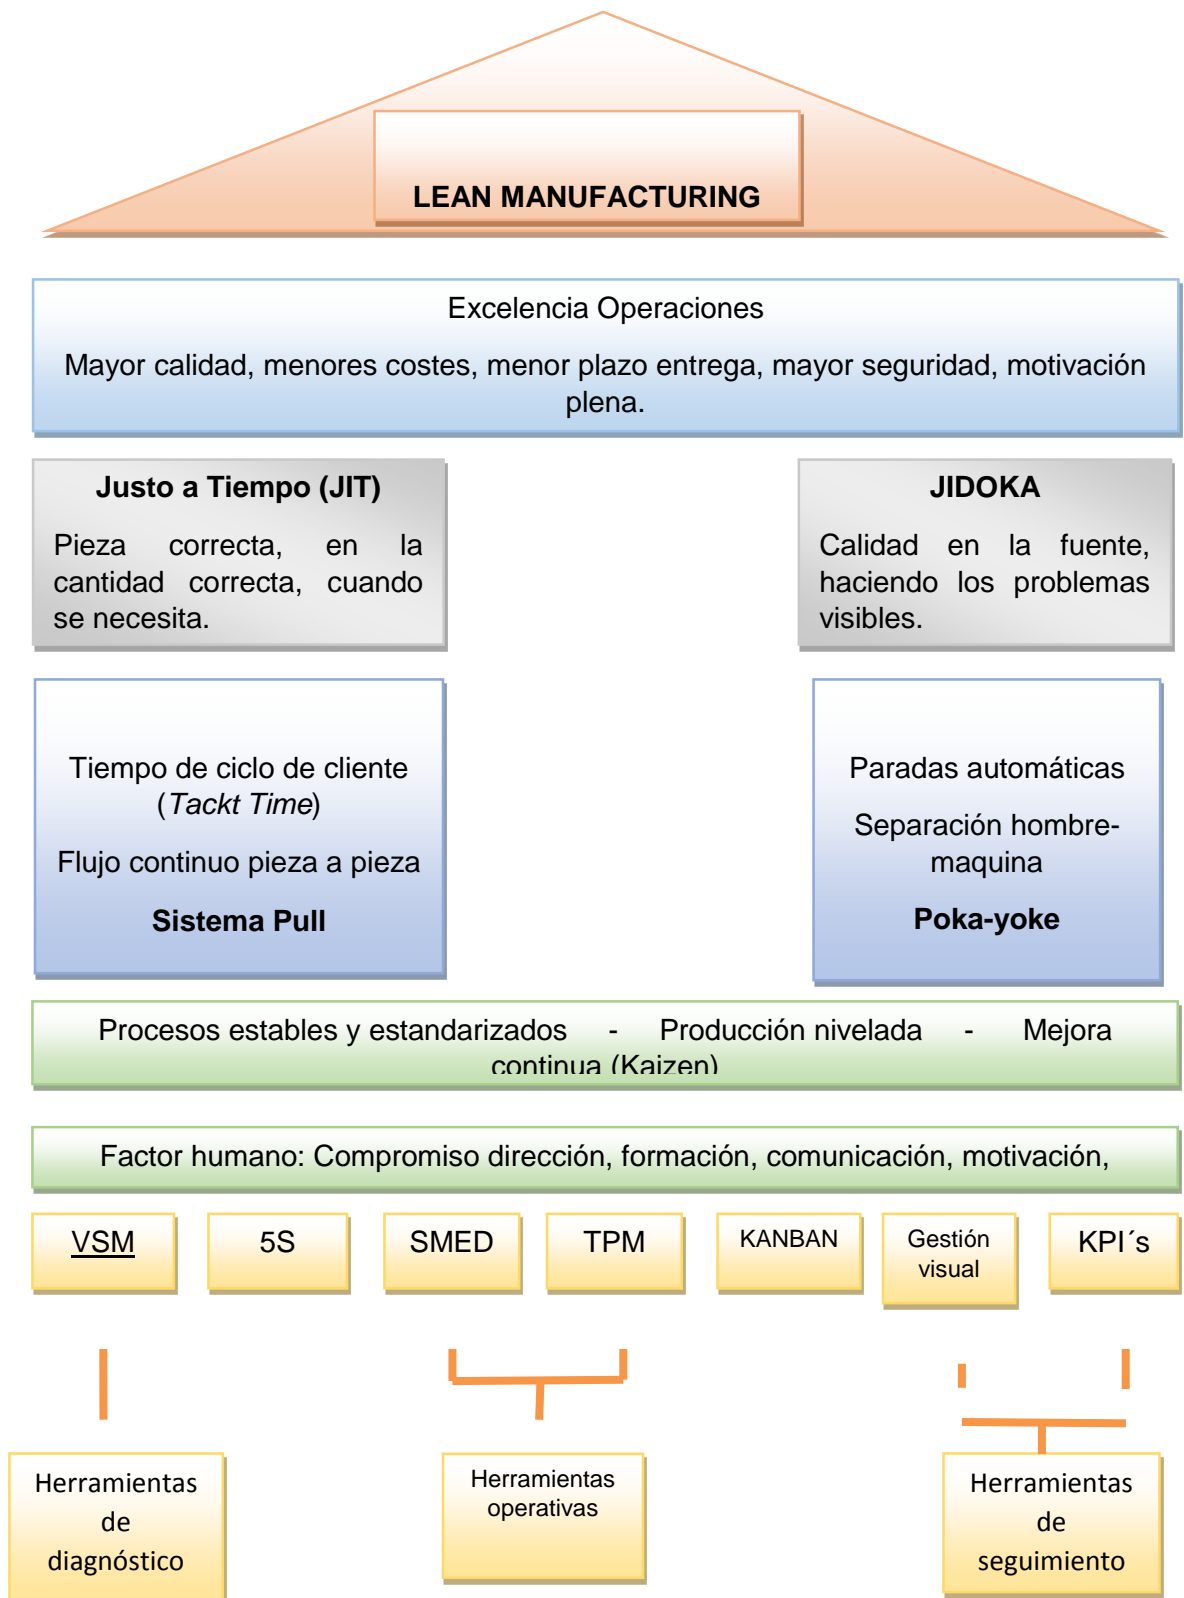 LEAN MANUFACTURING
Excelencia Operaciones
Mayor calidad, menores costes, menor plazo entrega, mayor seguridad, motivación
plena.
Justo a Tiempo (JIT)
Pieza correcta, en la
cantidad correcta, cuando
se necesita.
JIDOKA
Calidad en la fuente,
haciendo los problemas
visibles.
Tiempo de ciclo de cliente
(Tackt Time)
Flujo continuo pieza a pieza
Sistema Pull
Paradas automáticas
Separación hombre-
maquina
Poka-yoke
Procesos estables y estandarizados - Producción nivelada - Mejora
continua (Kaizen)
Factor humano: Compromiso dirección, formación, comunicación, motivación,
VSM
5S
SMED
TPM
KANBAN
Gestión
visual
KPI´s
Herramientas
de
diagnóstico
Herramientas
operativas
Herramientas
de
seguimiento